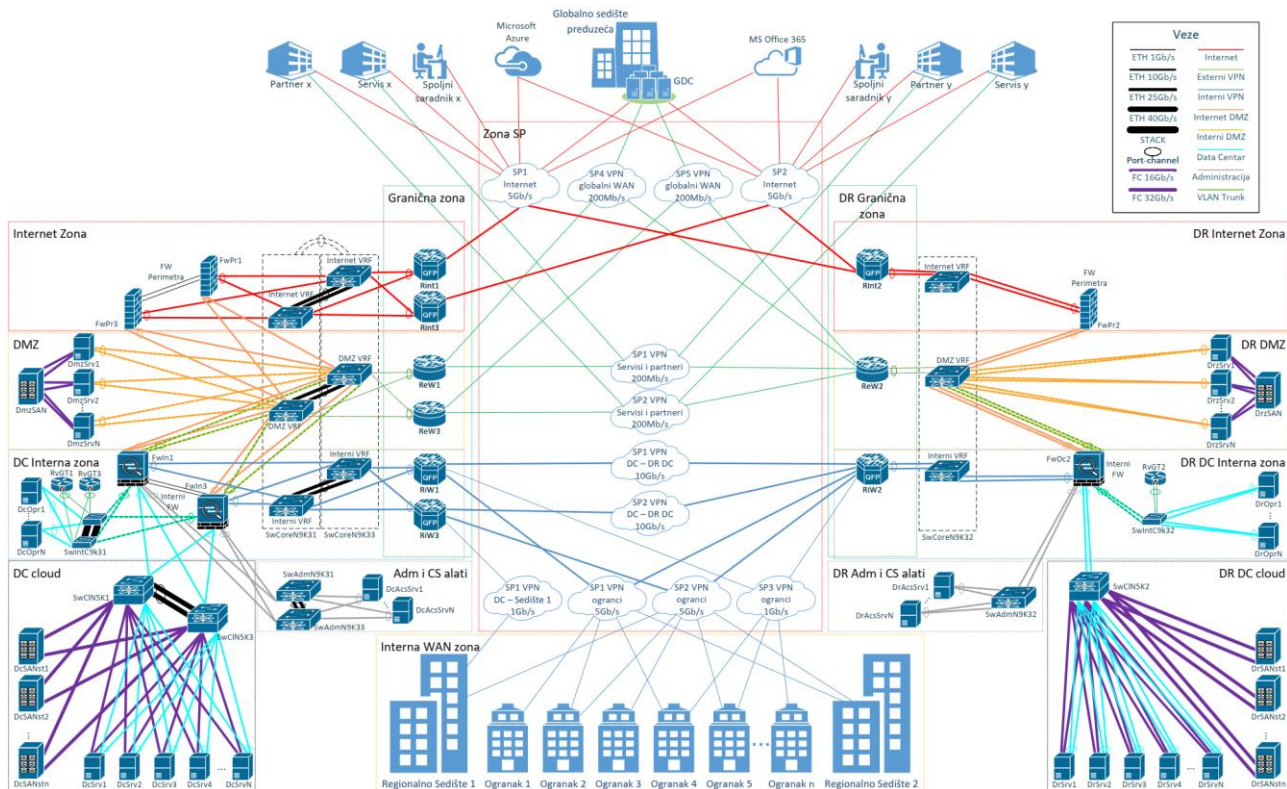 Globalno sedište
preduzeća
Microsoft
Azure
MS Office 365
GDC
Partner x
Servis x
Spoljni
saradnik x
Spoljni
saradnik y
Partner y
Servis y
Veze
ETH 1Gb/s
Internet
ETH 10Gb/s
Externi VPN
ETH 25Gb/s
Interni VPN
ETH 40Gb/s
Internet DMZ
STACK
Interni DMZ
Port-channel
Data Centar
FC 16Gb/s
Administracija
FC 32Gb/s
VLAN Trunk
Zona SP
SP1
Internet
5Gb/s
SP4 VPN
globalni WAN
200Mb/s
SP5 VPN
globalni WAN
200Mb/s
SP2
Internet
5Gb/s
Granična zona
DR Granična
zona
Internet Zona
DR Internet Zona
FwPr1
FW
Perimetra
FwPr3
Internet VRF
Internet VRF
QFP
RInt1
QFP
RInt3
QFP
RInt2
Internet VRF
FW
Perimetra
FwPr2
DMZ
DmzSrv1
DmzSrv2
DmzSrvN
DmzSAN
DMZ VRF
DMZ VRF
ReW1
ReW3
SP1 VPN
Servisi i partneri
200Mb/s
SP2 VPN
Servisi i partneri
200Mb/s
ReW2
DMZ VRF
DR DMZ
DrzSrv1
DrzSrv2
DrzSrvN
DrzSAN
DC Interna zona
RvGT1
RvGT3
FwIn1
FwIn3
Interni
FW
DcOpr1
DcOprN
SwIntC9k31
Interni VRF
Interni VRF
SwCoreN9K31
SwCoreN9K33
QFP
RiW1
QFP
RiW3
SP1 VPN
DC – DR DC
10Gb/s
SP2 VPN
DC – DR DC
10Gb/s
QFP
RiW2
Interni VRF
SwCoreN9K32
FwDc2
Interni
FW
RvGT2
SwIntC9k32
DR DC Interna zona
DrOpr1
DrOprN
DC cloud
SwClN5K1
SwClN5K3
DcSANst1
DcSANst2
DcSANstn
DcSrv1
DcSrv2
DcSrv3
DcSrv4
DcSrvN
Adm i CS alati
SwAdmN9K31
SwAdmN9K33
DcAcsSrv1
DcAcsSrvN
SP1 VPN
DC – Sedište 1
1Gb/s
SP1 VPN
ogranci
5Gb/s
SP2 VPN
ogranci
5Gb/s
SP3 VPN
ogranci
1Gb/s
DR Adm i CS alati
DrAcsSrv1
DrAcsSrvN
SwAdmN9K32
DR DC cloud
SwClN5K2
DrSANst1
DrSANst2
DrSANstn
DrSrv1
DrSrv2
DrSrv3
DrSrv4
DrSrvN
Interna WAN zona
Regionalno Sedište 1
Ogranak 1
Ogranak 2
Ogranak 3
Ogranak 4
Ogranak 5
Ogranak n
Regionalno Sedište 2